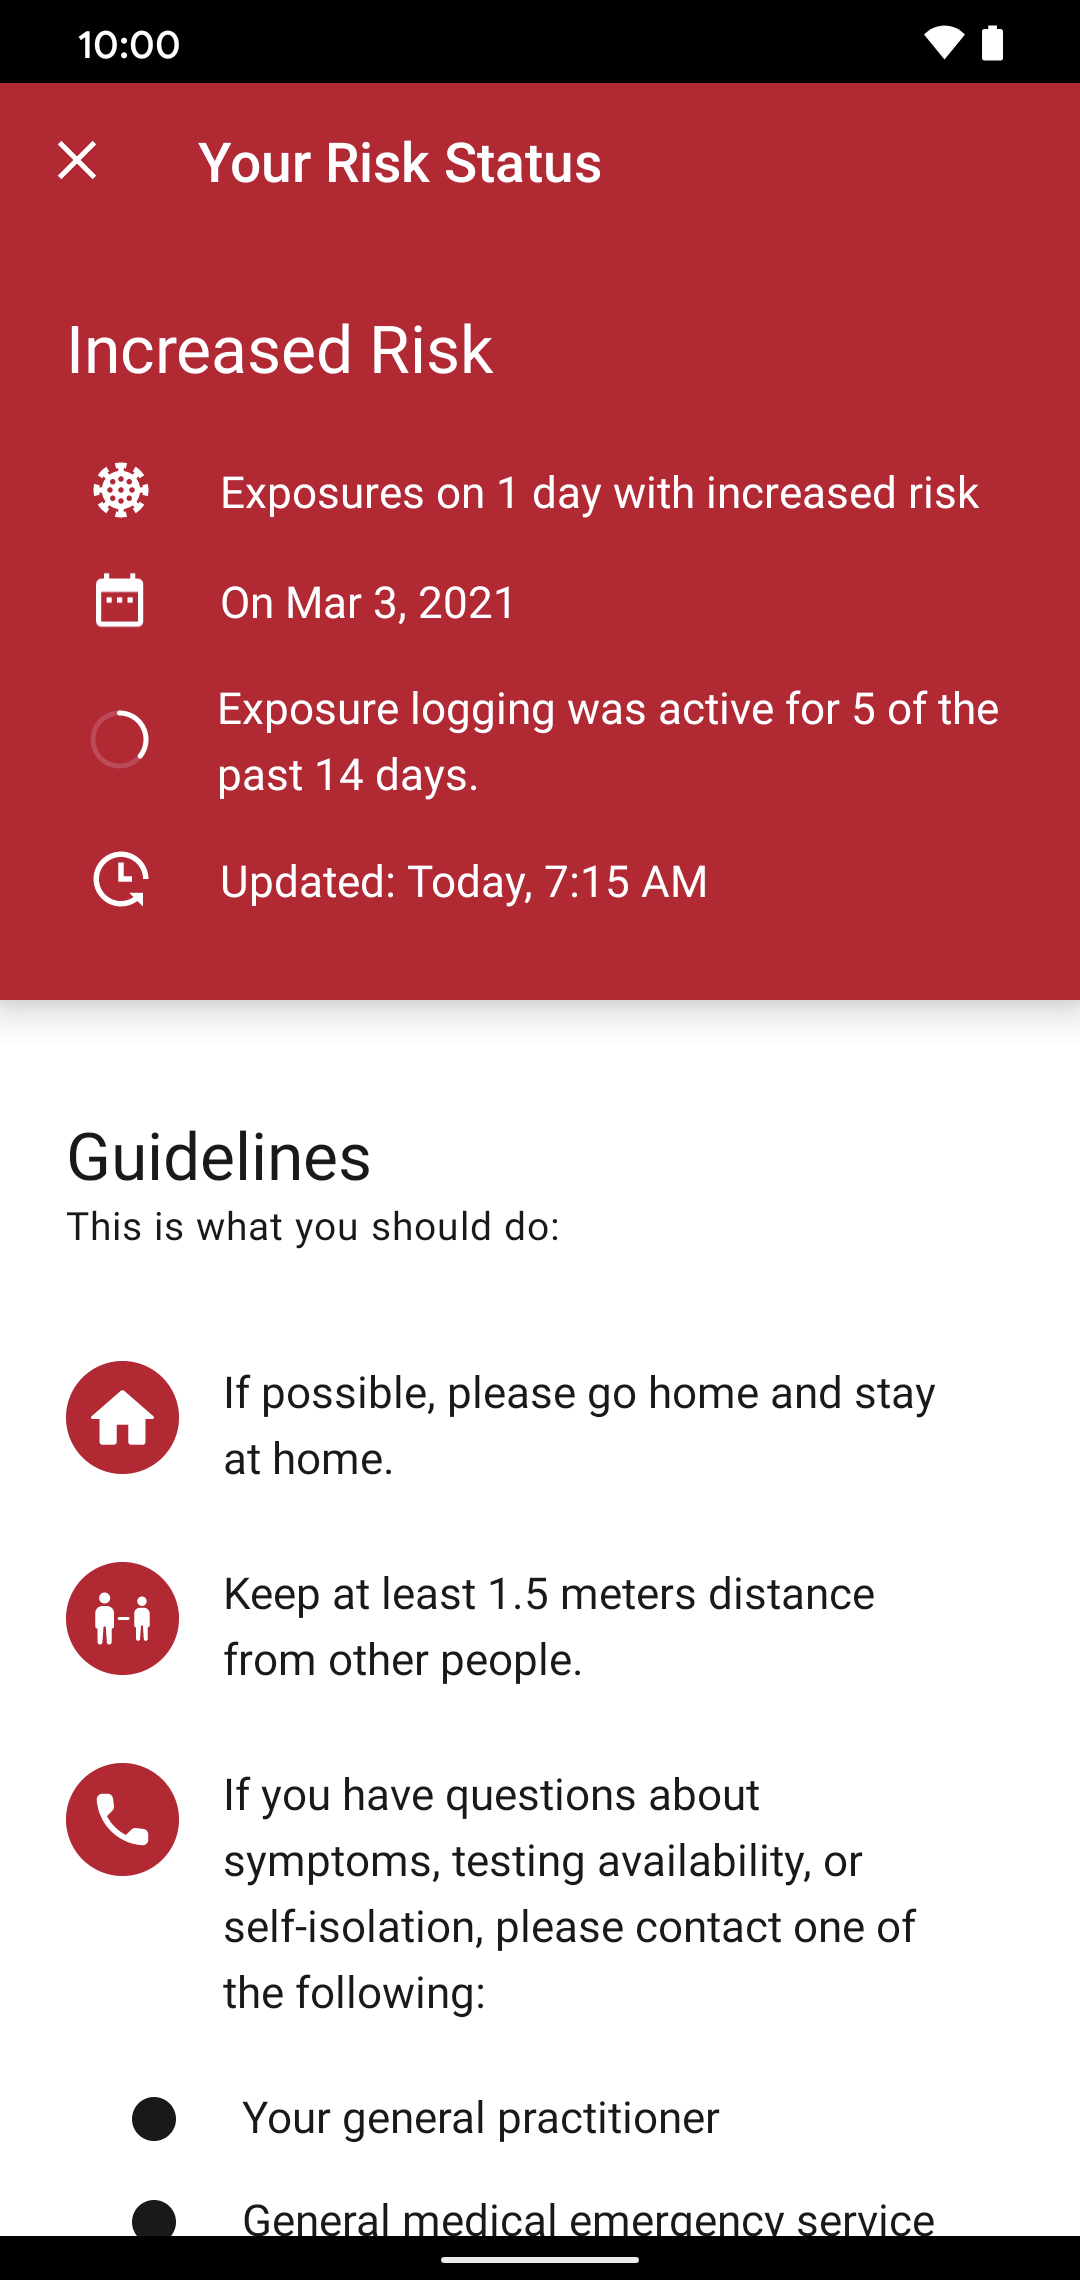 10:00
Your Risk Status
Increased Risk
Exposures on 1 day with increased risk
On Mar 3, 2021
Exposure logging was active for 5 of the
past 14 days.
Updated: Today, 7:15 AM
Guidelines
This is what you should do:
If possible, please go home and stay
at home.
Keep at least 1.5 meters distance
from other people.
If you have questions about
symptoms, testing availability, or
self-isolation, please contact one of
the following:
Your general practitioner
General medical emergency service